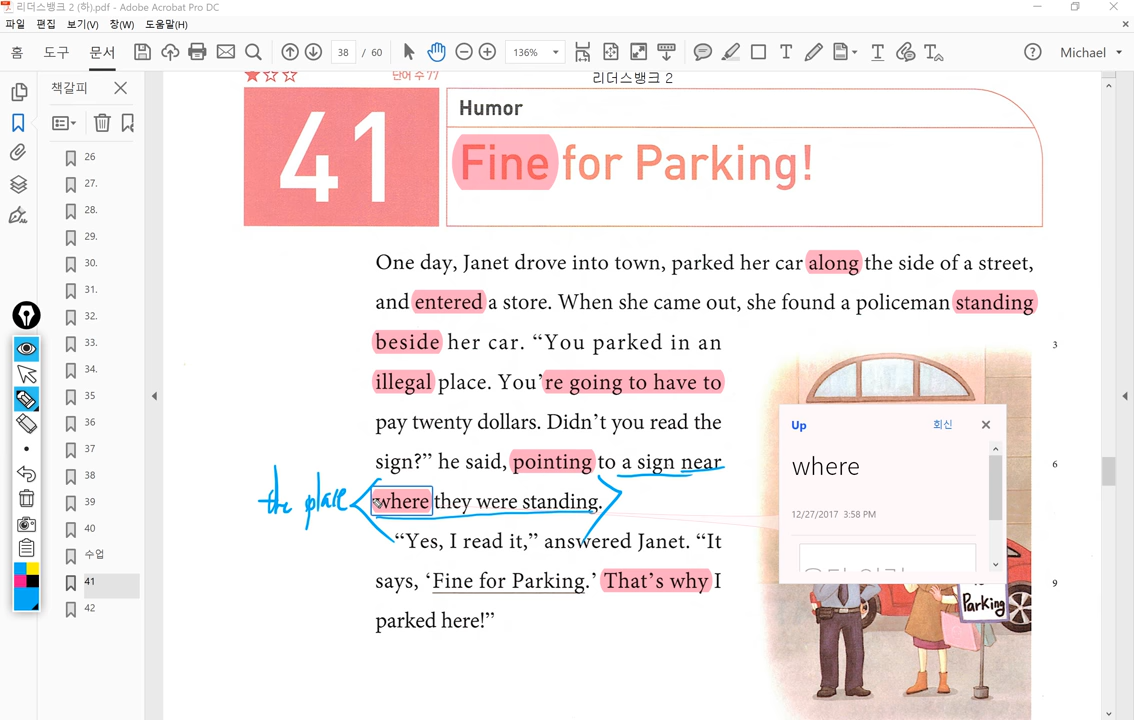 리더스뱅크 2 (하).pdf - Adobe Acrobat Pro DC
파일 편집 보기(V) 창(W) 도움말(H)
홈 도구 문서 38 / 60 136% Michael
책갈피
26
27.
28.
29.
30.
31.
32.
33.
34.
35
36
37
38
39
40
수업
41
42
단어 수 77
리더스뱅크 2
41
Humor
Fine for Parking!
One day, Janet drove into town, parked her car along the side of a street,
and entered a store. When she came out, she found a policeman standing
beside her car. “You parked in an
3
illegal place. You’re going to have to
pay twenty dollars. Didn’t you read the
sign?” he said, pointing to a sign near
6
the place
where they were standing.
“Yes, I read it,” answered Janet. “It
says, ‘Fine for Parking.’ That’s why I
9
parked here!”
Up 회신
where
12/27/2017 3:58 PM
Parking